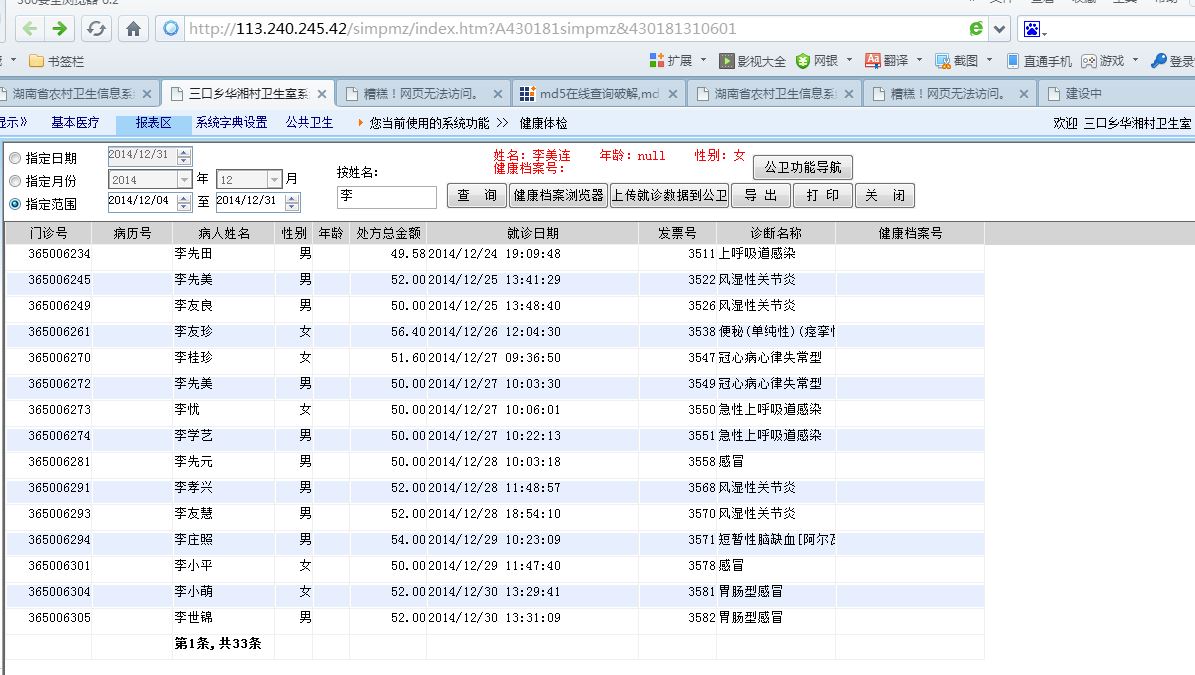 http://113.240.245.42/simpmz/index.htm?A430181simpmz&430181310601
书签栏 扩展 影视大全 网银 翻译 截图 直通手机 游戏 登录
湖南省农村卫生信息系 三口乡华湘村卫生室系 糟糕！网页无法访问。 md5在线查询破解,md 湖南省农村卫生信息系 糟糕！网页无法访问。 建设中
显示» 基本医疗 报表区 系统字典设置 公共卫生 您当前使用的系统功能 >> 健康体检 欢迎 三口乡华湘村卫生室
指定日期 2014/12/31
指定月份 2014 年 12 月
指定范围 2014/12/04 至 2014/12/31
按姓名：
李
姓名：李美连 年龄：null 性别：女
健康档案号：
公卫功能导航
查 询 健康档案浏览器 上传就诊数据到公卫 导 出 打 印 关 闭
门诊号 病历号 病人姓名 性别 年龄 处方总金额 就诊日期 发票号 诊断名称 健康档案号
365006234 李先田 男 49.58 2014/12/24 19:09:48 3511 上呼吸道感染
365006245 李先美 男 52.00 2014/12/25 13:41:29 3522 风湿性关节炎
365006249 李友良 男 50.00 2014/12/25 13:48:40 3526 风湿性关节炎
365006261 李友珍 女 56.40 2014/12/26 12:04:30 3538 便秘(单纯性)(痉挛
365006270 李桂珍 女 51.60 2014/12/27 09:36:50 3547 冠心病心律失常型
365006272 李先美 男 50.00 2014/12/27 10:03:30 3549 冠心病心律失常型
365006273 李忧 女 50.00 2014/12/27 10:06:01 3550 急性上呼吸道感染
365006274 李学艺 男 50.00 2014/12/27 10:22:13 3551 急性上呼吸道感染
365006281 李先元 男 50.00 2014/12/28 10:03:18 3558 感冒
365006291 李孝兴 男 52.00 2014/12/28 11:48:57 3568 风湿性关节炎
365006293 李友慧 男 52.00 2014/12/28 18:54:10 3570 风湿性关节炎
365006294 李庄照 男 54.00 2014/12/29 10:23:09 3571 短暂性脑缺血[阿尔
365006301 李小平 女 50.00 2014/12/29 11:47:40 3578 感冒
365006304 李小萌 女 52.00 2014/12/30 13:29:41 3581 胃肠型感冒
365006305 李世锦 男 52.00 2014/12/30 13:31:09 3582 胃肠型感冒
第1条,共33条